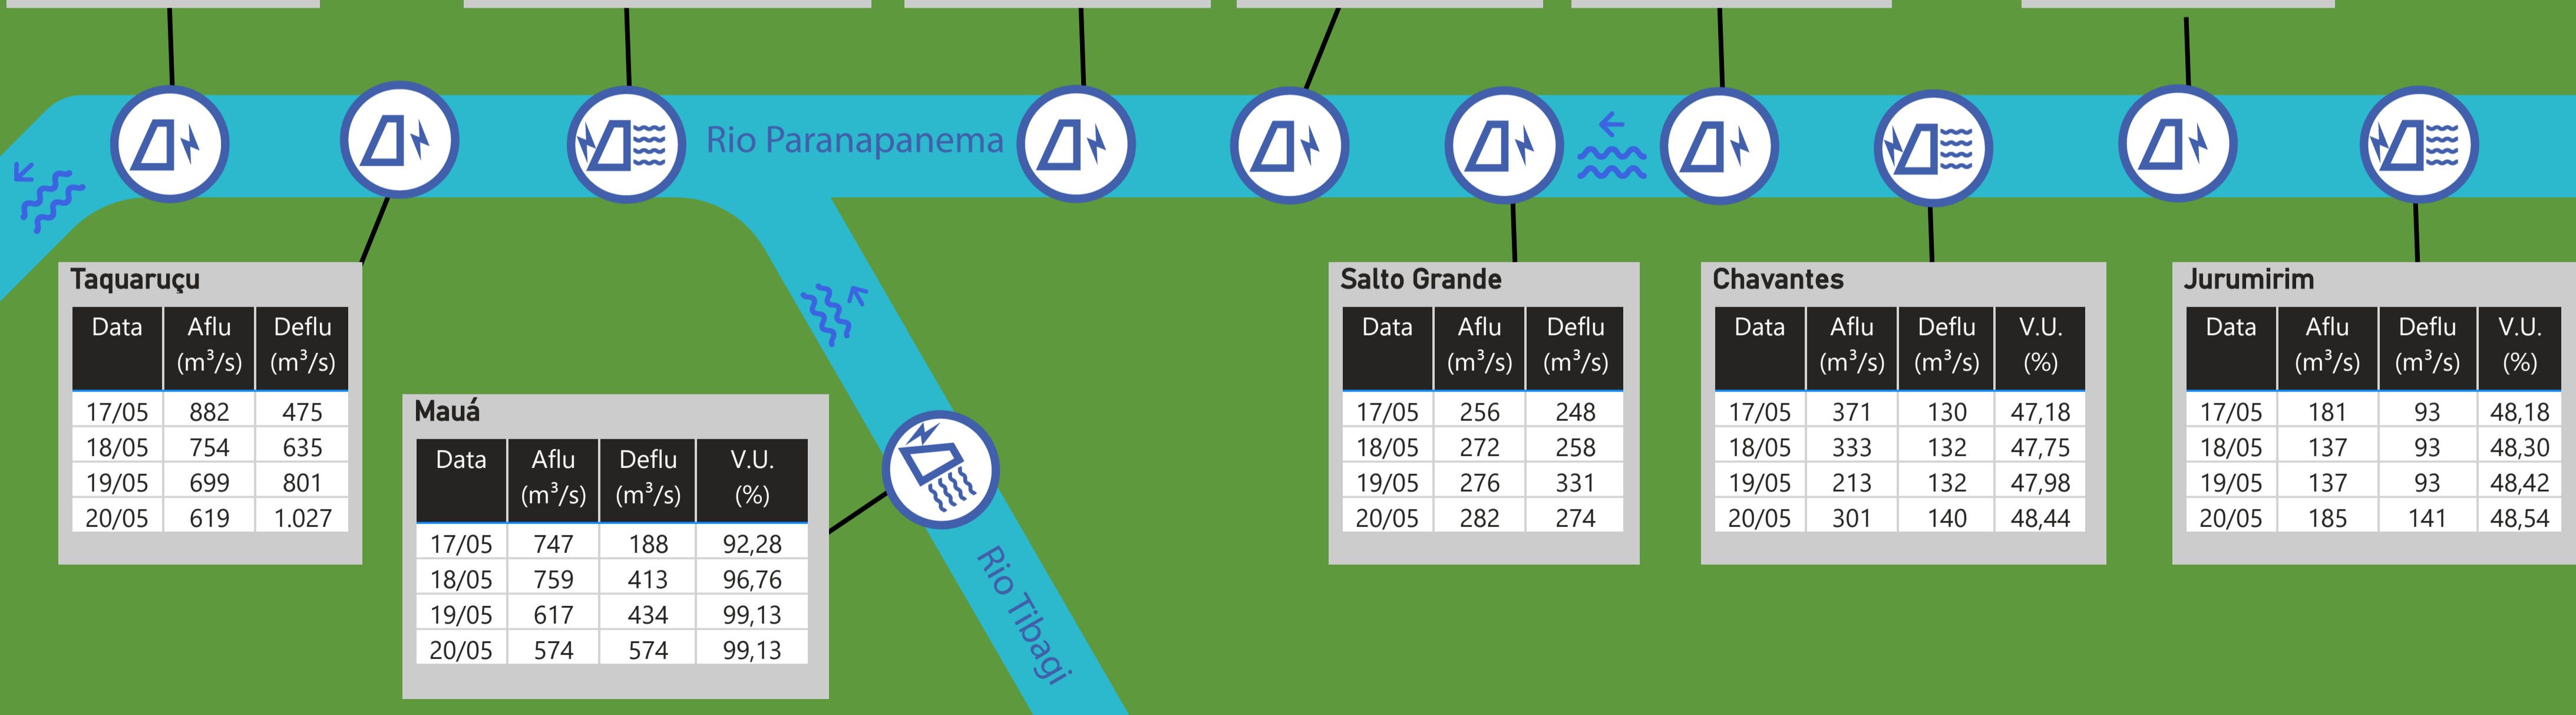 Rio Paranapanema
Taquaruçu
Data Aflu (m³/s) Deflu (m³/s)
17/05 882 475
18/05 754 635
19/05 699 801
20/05 619 1.027
Mauá
Data Aflu (m³/s) Deflu (m³/s) V.U. (%)
17/05 747 188 92,28
18/05 759 413 96,76
19/05 617 434 99,13
20/05 574 574 99,13
Rio Tibagi
Salto Grande
Data Aflu (m³/s) Deflu (m³/s)
17/05 256 248
18/05 272 258
19/05 276 331
20/05 282 274
Chavantes
Data Aflu (m³/s) Deflu (m³/s) V.U. (%)
17/05 371 130 47,18
18/05 333 132 47,75
19/05 213 132 47,98
20/05 301 140 48,44
Jurumirim
Data Aflu (m³/s) Deflu (m³/s) V.U. (%)
17/05 181 93 48,18
18/05 137 93 48,30
19/05 137 93 48,42
20/05 185 141 48,54